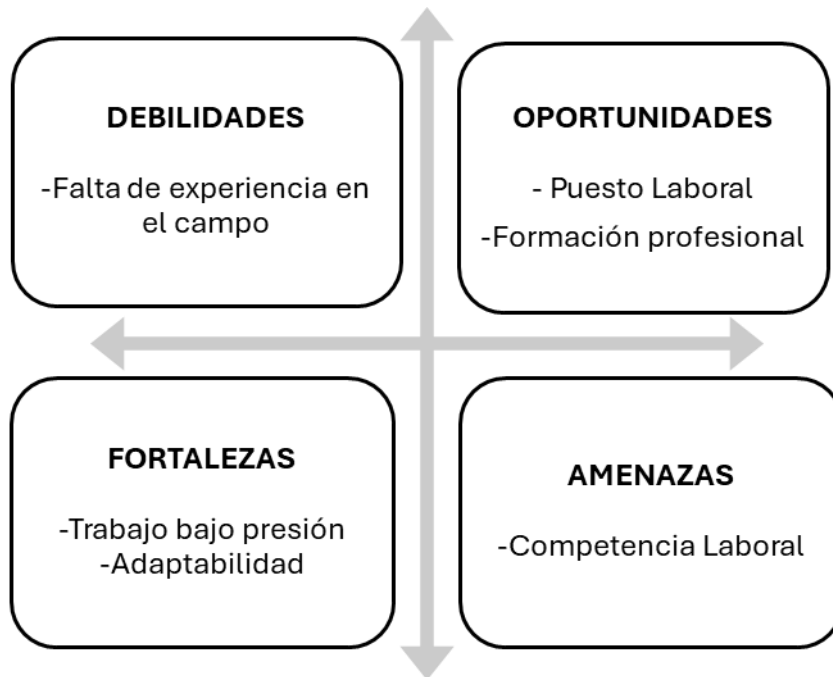 DEBILIDADES
-Falta de experiencia en
el campo
OPORTUNIDADES
- Puesto Laboral
-Formación profesional
FORTALEZAS
-Trabajo bajo presión
-Adaptabilidad
AMENAZAS
-Competencia Laboral